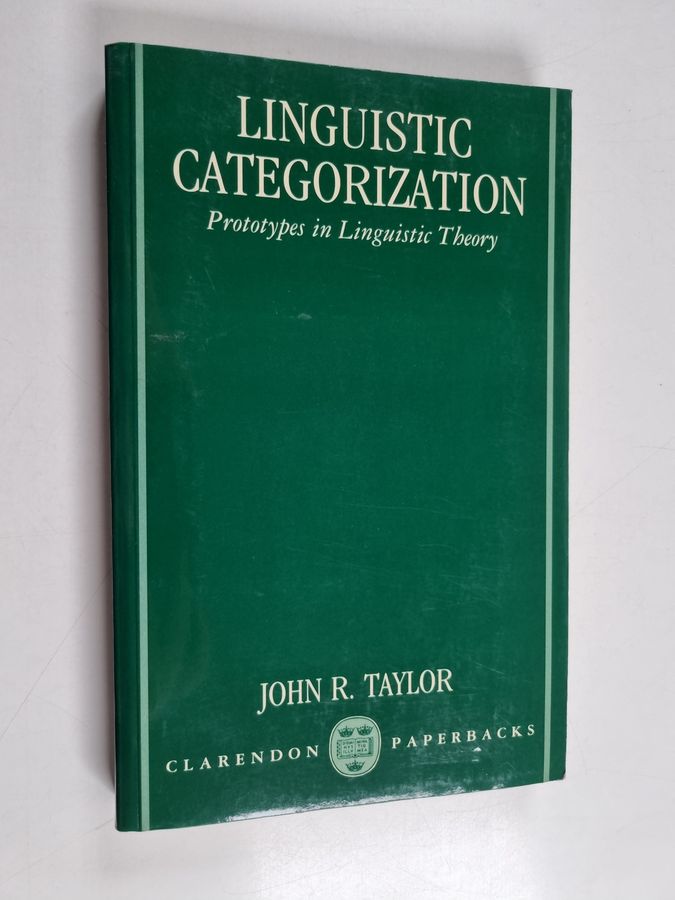 LINGUISTIC
CATEGORIZATION
Prototypes in Linguistic Theory
JOHN R. TAYLOR
CLARENDON PAPERBACKS